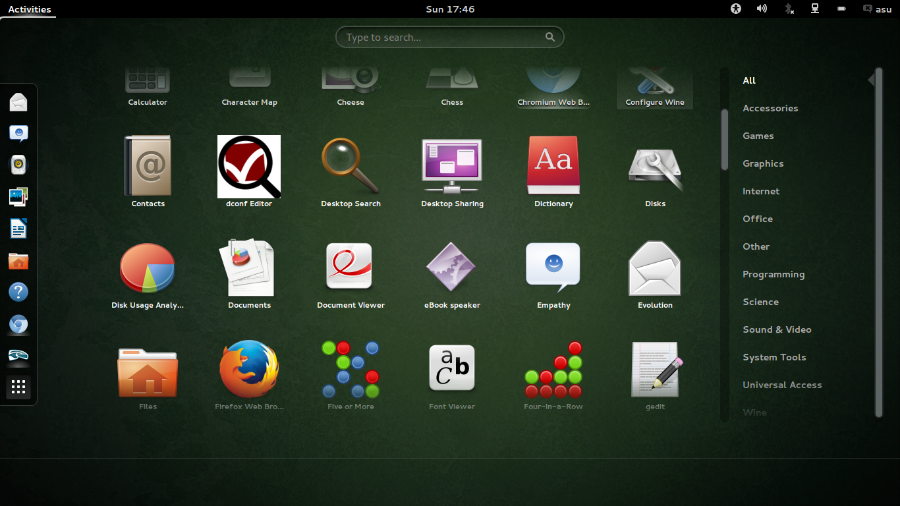 Activities
Sun 17:46
asu
Type to search...
Calculator
Character Map
Cheese
Chess
Chromium Web B...
Configure Wine
Contacts
dconf Editor
Desktop Search
Desktop Sharing
Dictionary
Disks
Disk Usage Analy...
Documents
Document Viewer
eBook speaker
Empathy
Evolution
Files
Firefox Web Bro...
Five or More
Font Viewer
Four-in-a-Row
gedit
@
Aa
a
b
C
?
All
Accessories
Games
Graphics
Internet
Office
Other
Programming
Science
Sound & Video
System Tools
Universal Access
Wine